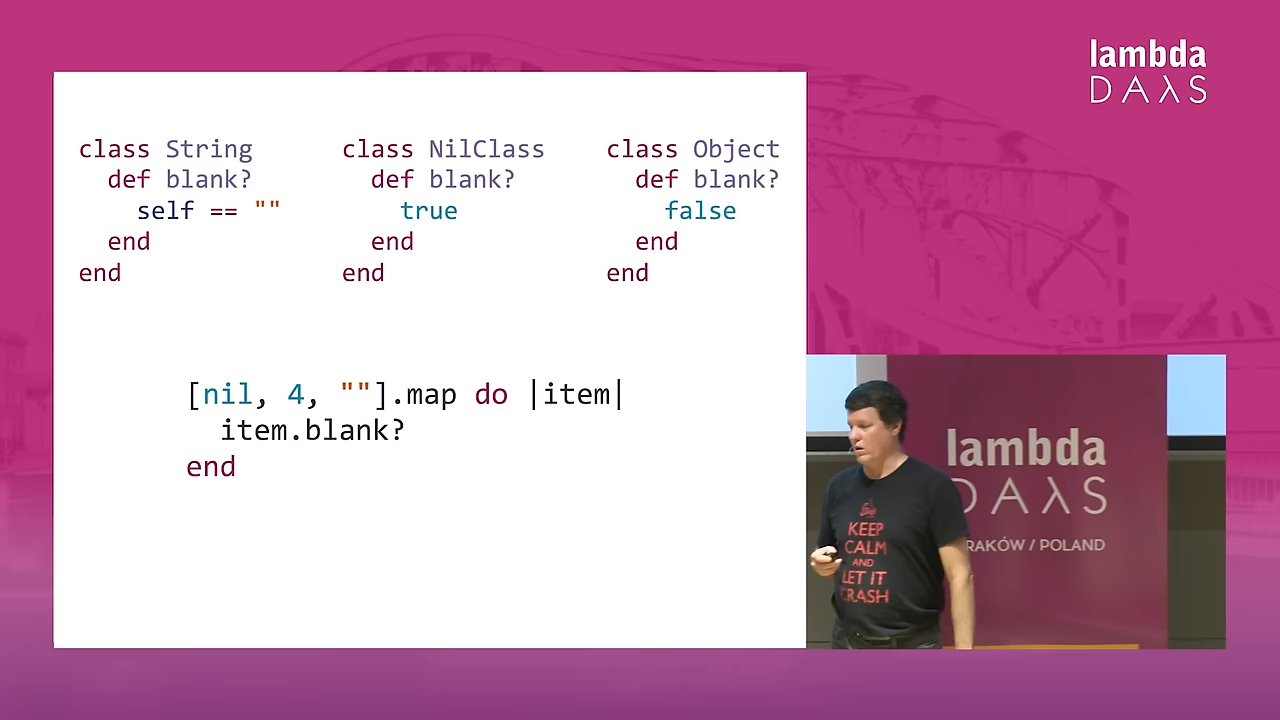 lambda
DAλS
class String
def blank?
self == ""
end
end
class NilClass
def blank?
true
end
end
class Object
def blank?
false
end
end
[nil, 4, ""].map do |item|
item.blank?
end
lambda
DAλS
RAKÓW / POLAND
KEEP
CALM
AND
LET IT
CRASH